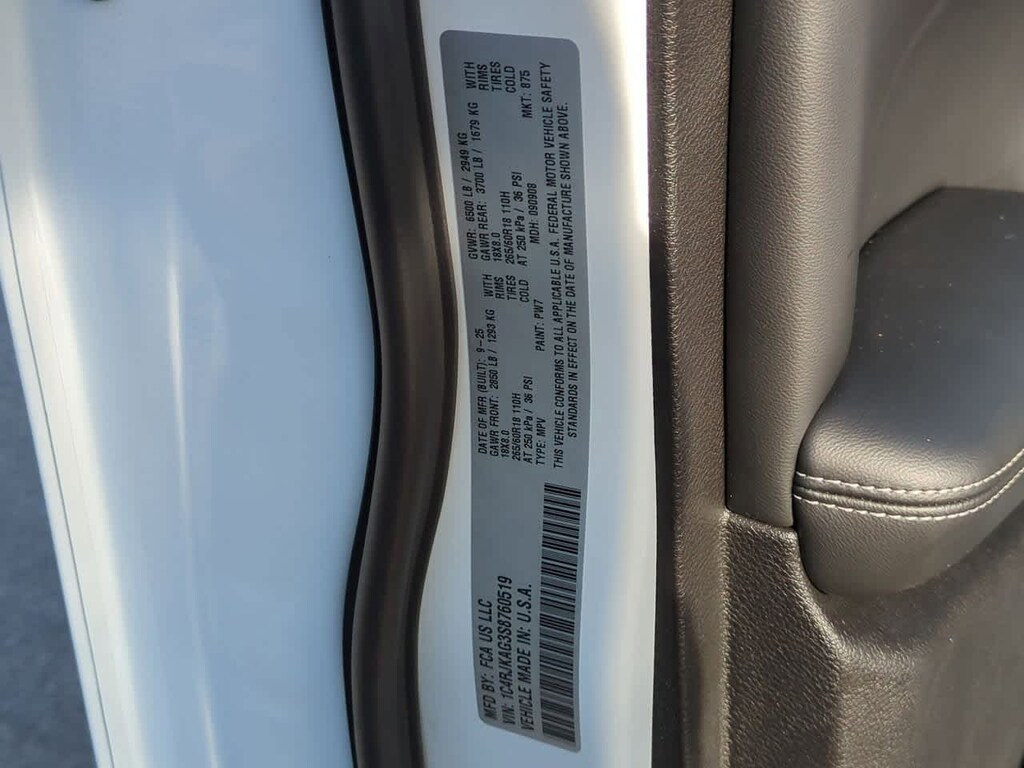 MFD BY: FCA US LLC
VIN: 1C4RJKAG3S8760519
VEHICLE MADE IN: U.S.A.
DATE OF MFR (BUILT): 9-25 GVWR: 6500 LB / 2949 KG
GAWR FRONT: 2850 LB / 1293 KG WITH GAWR REAR: 3700 LB / 1679 KG WITH
18X8.0 RIMS 18X8.0 RIMS
265/60R18 110H TIRES 265/60R18 110H TIRES
AT 250 kPa / 36 PSI COLD AT 250 kPa / 36 PSI COLD
TYPE: MPV PAINT: PW7 MDH: 090908 MKT: 875
THIS VEHICLE CONFORMS TO ALL APPLICABLE U.S.A. FEDERAL MOTOR VEHICLE SAFETY
STANDARDS IN EFFECT ON THE DATE OF MANUFACTURE SHOWN ABOVE.